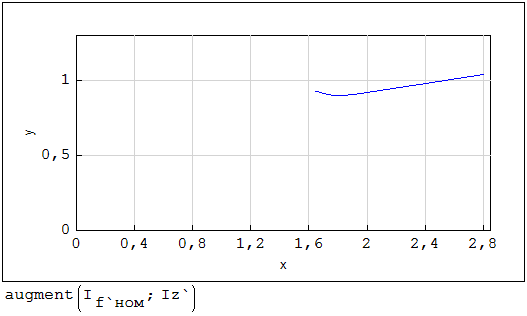 1
y
0,5
0
0 0,4 0,8 1,2 1,6 2 2,4 2,8
x
augment(I f`ном; Iz`)